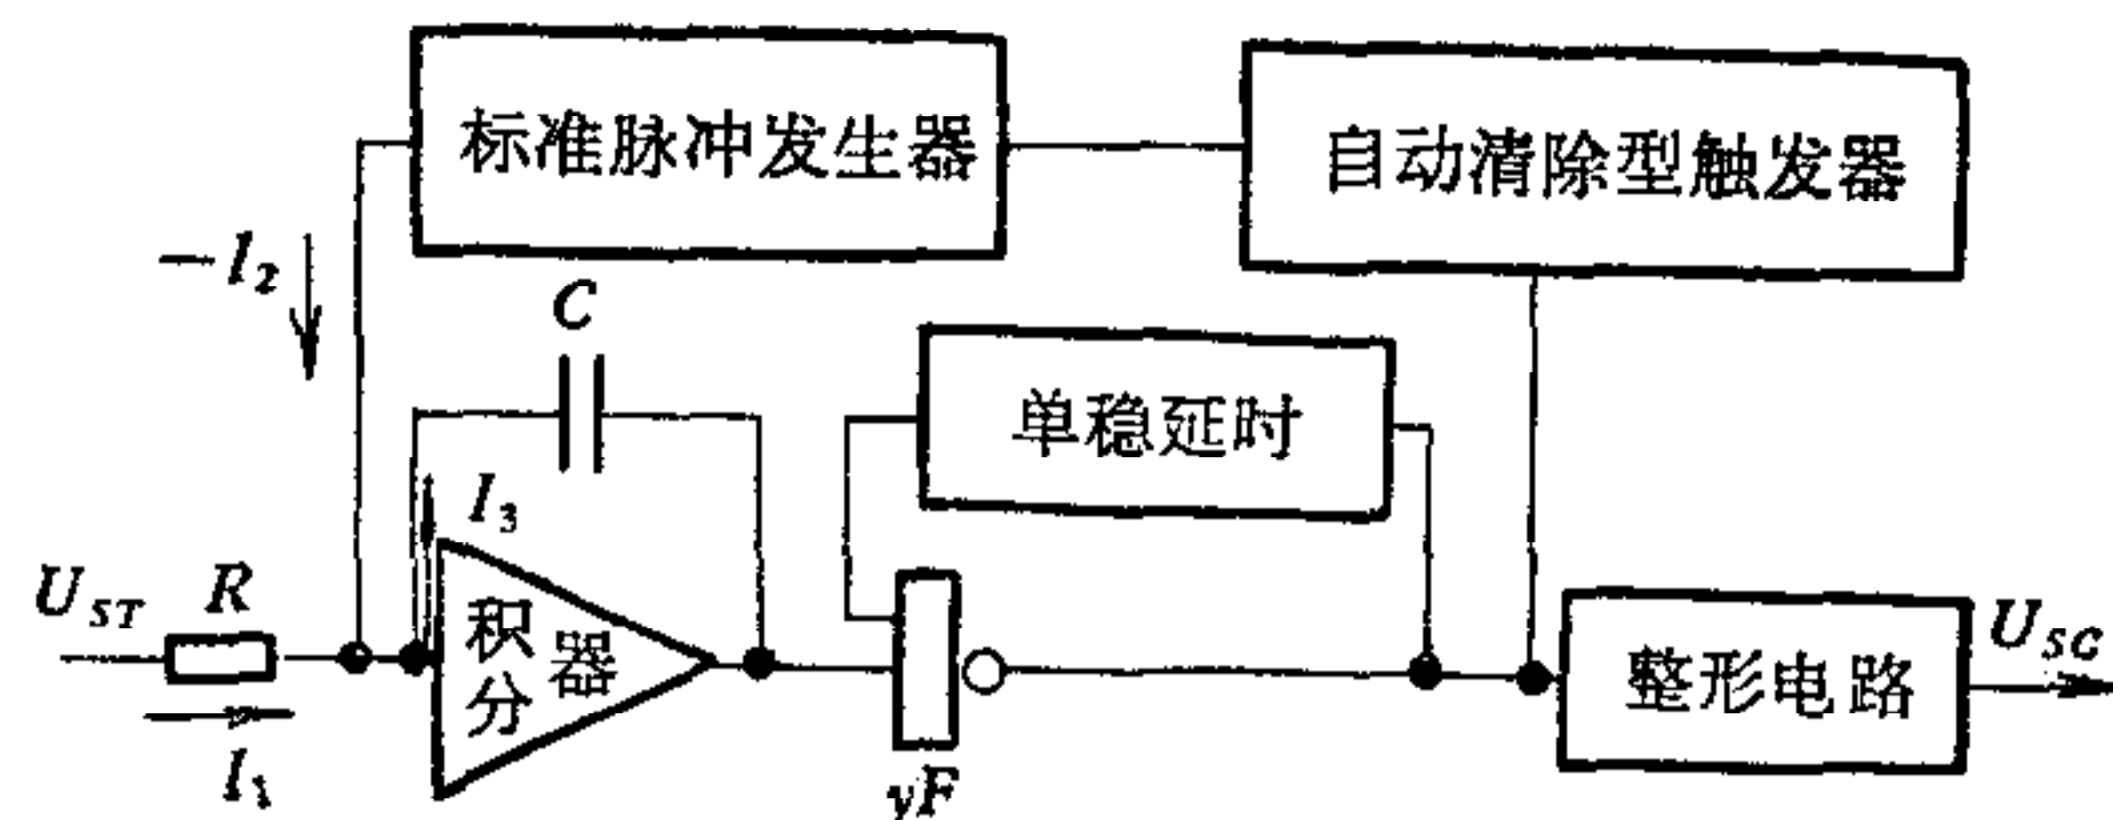 标准脉冲发生器
自动清除型触发器
-I₂
C
单稳延时
I₃
U_ST
R
积分器
整形电路
U_SG
I₁
yF